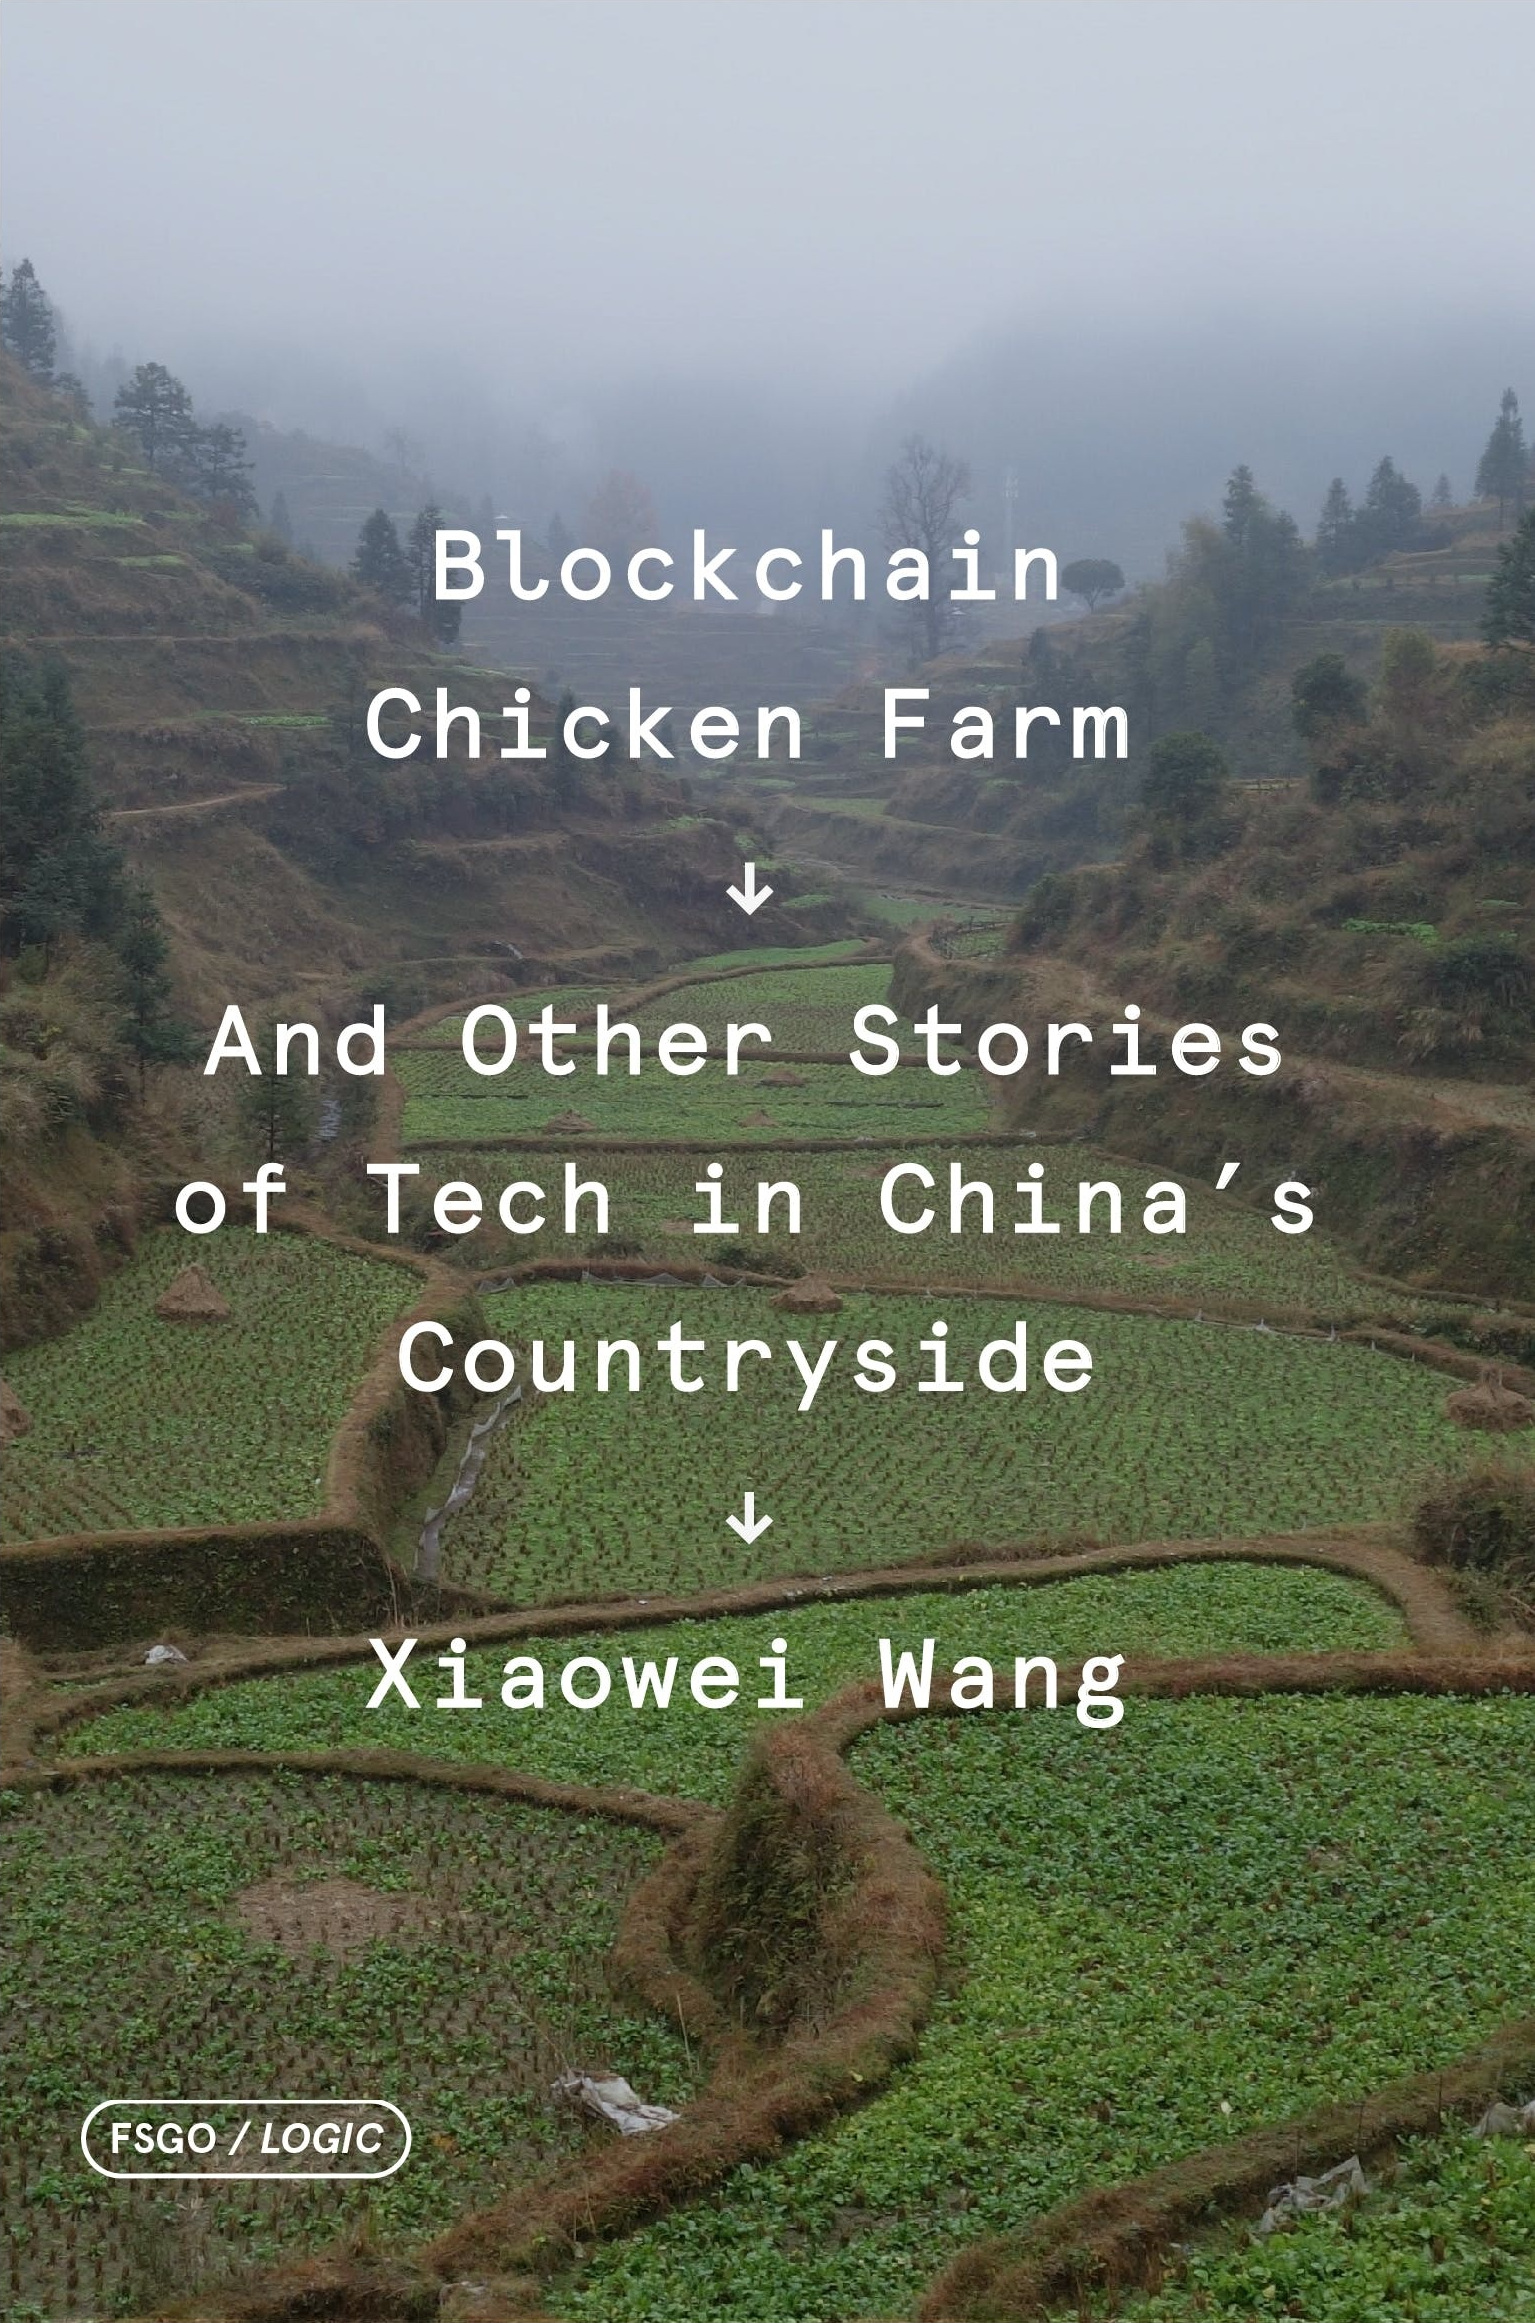 Blockchain
Chicken Farm
↓
And Other Stories
of Tech in China’s
Countryside
↓
Xiaowei Wang
FSGO / LOGIC